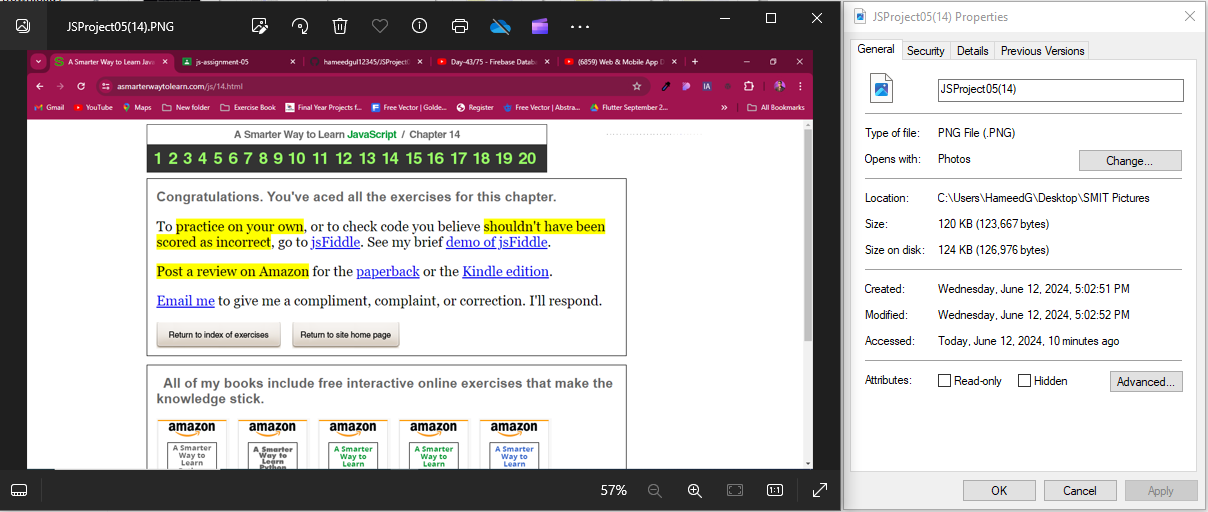 JSProject05(14).PNG
A Smarter Way to Learn Java
js-assignment-05
hameedgul12345/JSProject
Day-43/75 - Firebase Datab
(6859) Web & Mobile App D
asmarterwaytolearn.com/js/14.html
IA
Gmail
YouTube
Maps
New folder
Exercise Book
Final Year Projects f...
Free Vector | Golde...
Register
Free Vector | Abstra...
Flutter September 2...
All Bookmarks
A Smarter Way to Learn JavaScript / Chapter 14
1 2 3 4 5 6 7 8 9 10 11 12 13 14 15 16 17 18 19 20
Congratulations. You've aced all the exercises for this chapter.
To practice on your own, or to check code you believe shouldn't have been
scored as incorrect, go to jsFiddle. See my brief demo of jsFiddle.
Post a review on Amazon for the paperback or the Kindle edition.
Email me to give me a compliment, complaint, or correction. I'll respond.
Return to index of exercises
Return to site home page
All of my books include free interactive online exercises that make the
knowledge stick.
amazon amazon amazon amazon amazon
A Smarter A Smarter A Smarter A Smarter A Smarter
Way to Way to Way to Way to Way to
Learn Learn Learn Learn Learn
57%
1:1
JSProject05(14) Properties
General
Security
Details
Previous Versions
JSProject05(14)
Type of file: PNG File (.PNG)
Opens with: Photos
Change...
Location: C:\Users\HameedG\Desktop\SMIT Pictures
Size: 120 KB (123,667 bytes)
Size on disk: 124 KB (126,976 bytes)
Created: Wednesday, June 12, 2024, 5:02:51 PM
Modified: Wednesday, June 12, 2024, 5:02:52 PM
Accessed: Today, June 12, 2024, 10 minutes ago
Attributes: Read-only Hidden
Advanced...
OK
Cancel
Apply